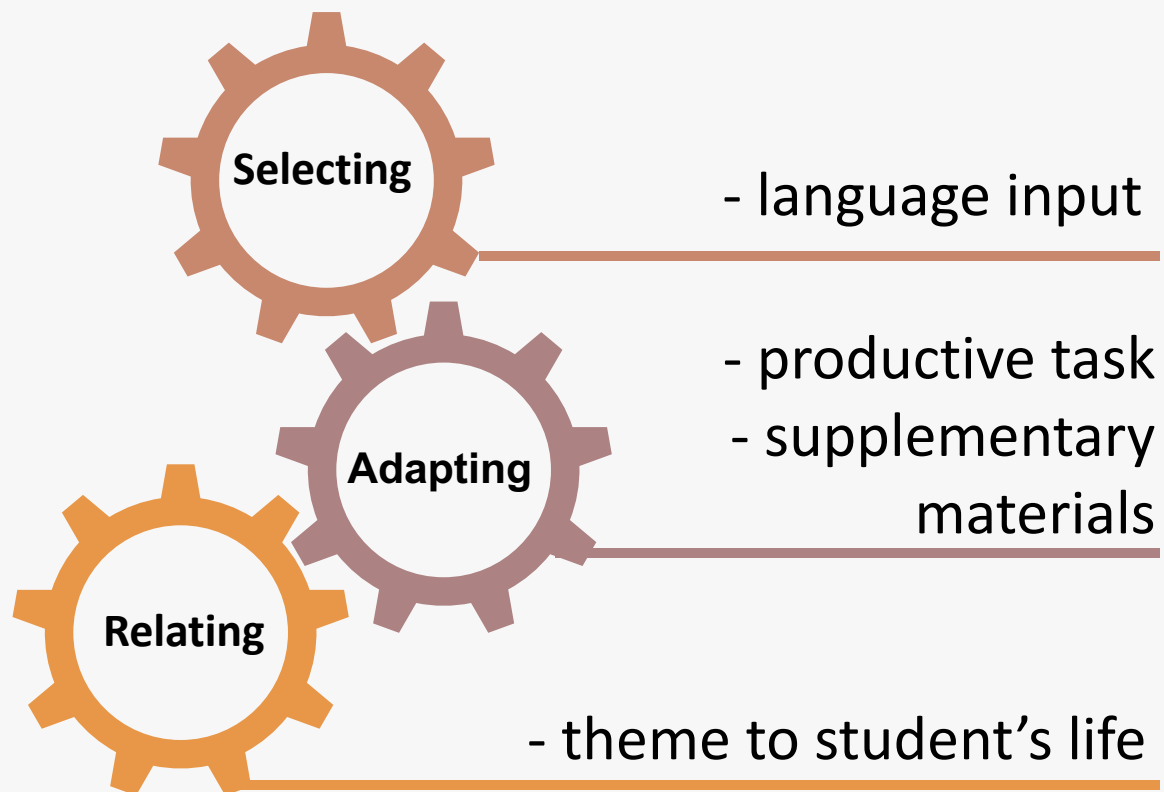 Selecting
- language input
Adapting
- productive task
- supplementary
materials
Relating
- theme to student’s life